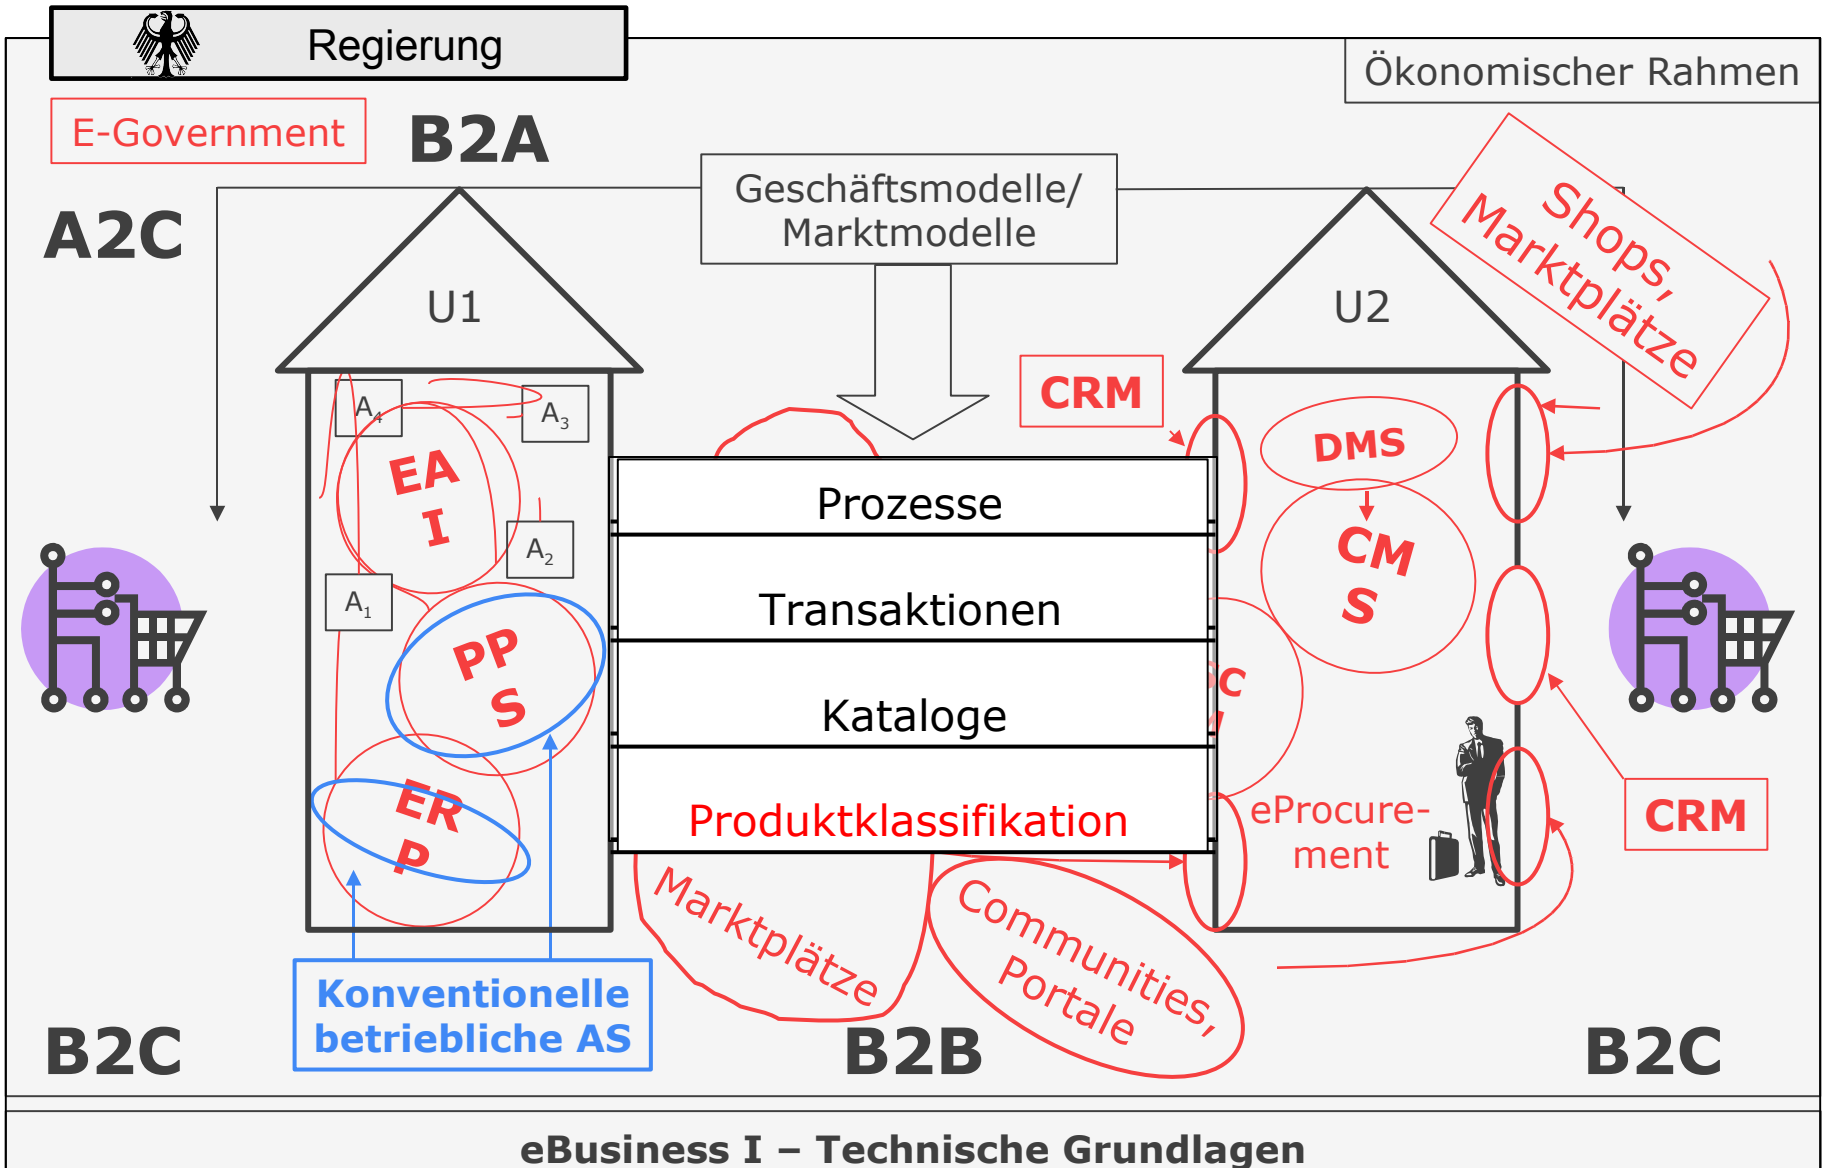 Regierung
Ökonomischer Rahmen
E-Government
B2A
A2C
Geschäftsmodelle/
Marktmodelle
Shops,
Marktplätze
U1
U2
CRM
A4
A3
EA
I
DMS
A2
CM
S
A1
Prozesse
Transaktionen
Kataloge
Produktklassifikation
PP
S
ER
P
C
eProcure-
ment
CRM
Marktplätze
Communities,
Portale
Konventionelle
betriebliche AS
B2C
B2B
B2C
eBusiness I – Technische Grundlagen